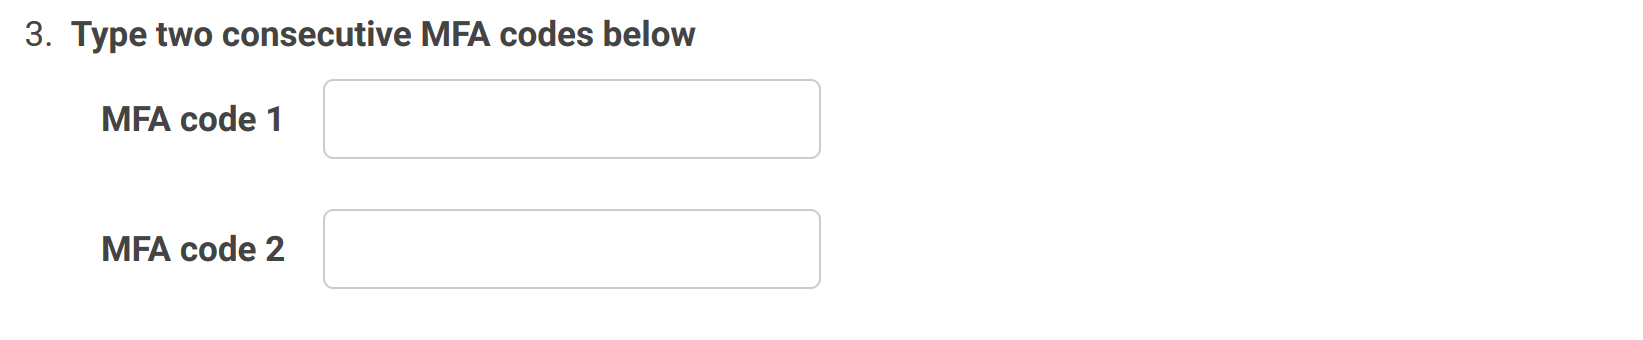 3. Type two consecutive MFA codes below
MFA code 1
MFA code 2